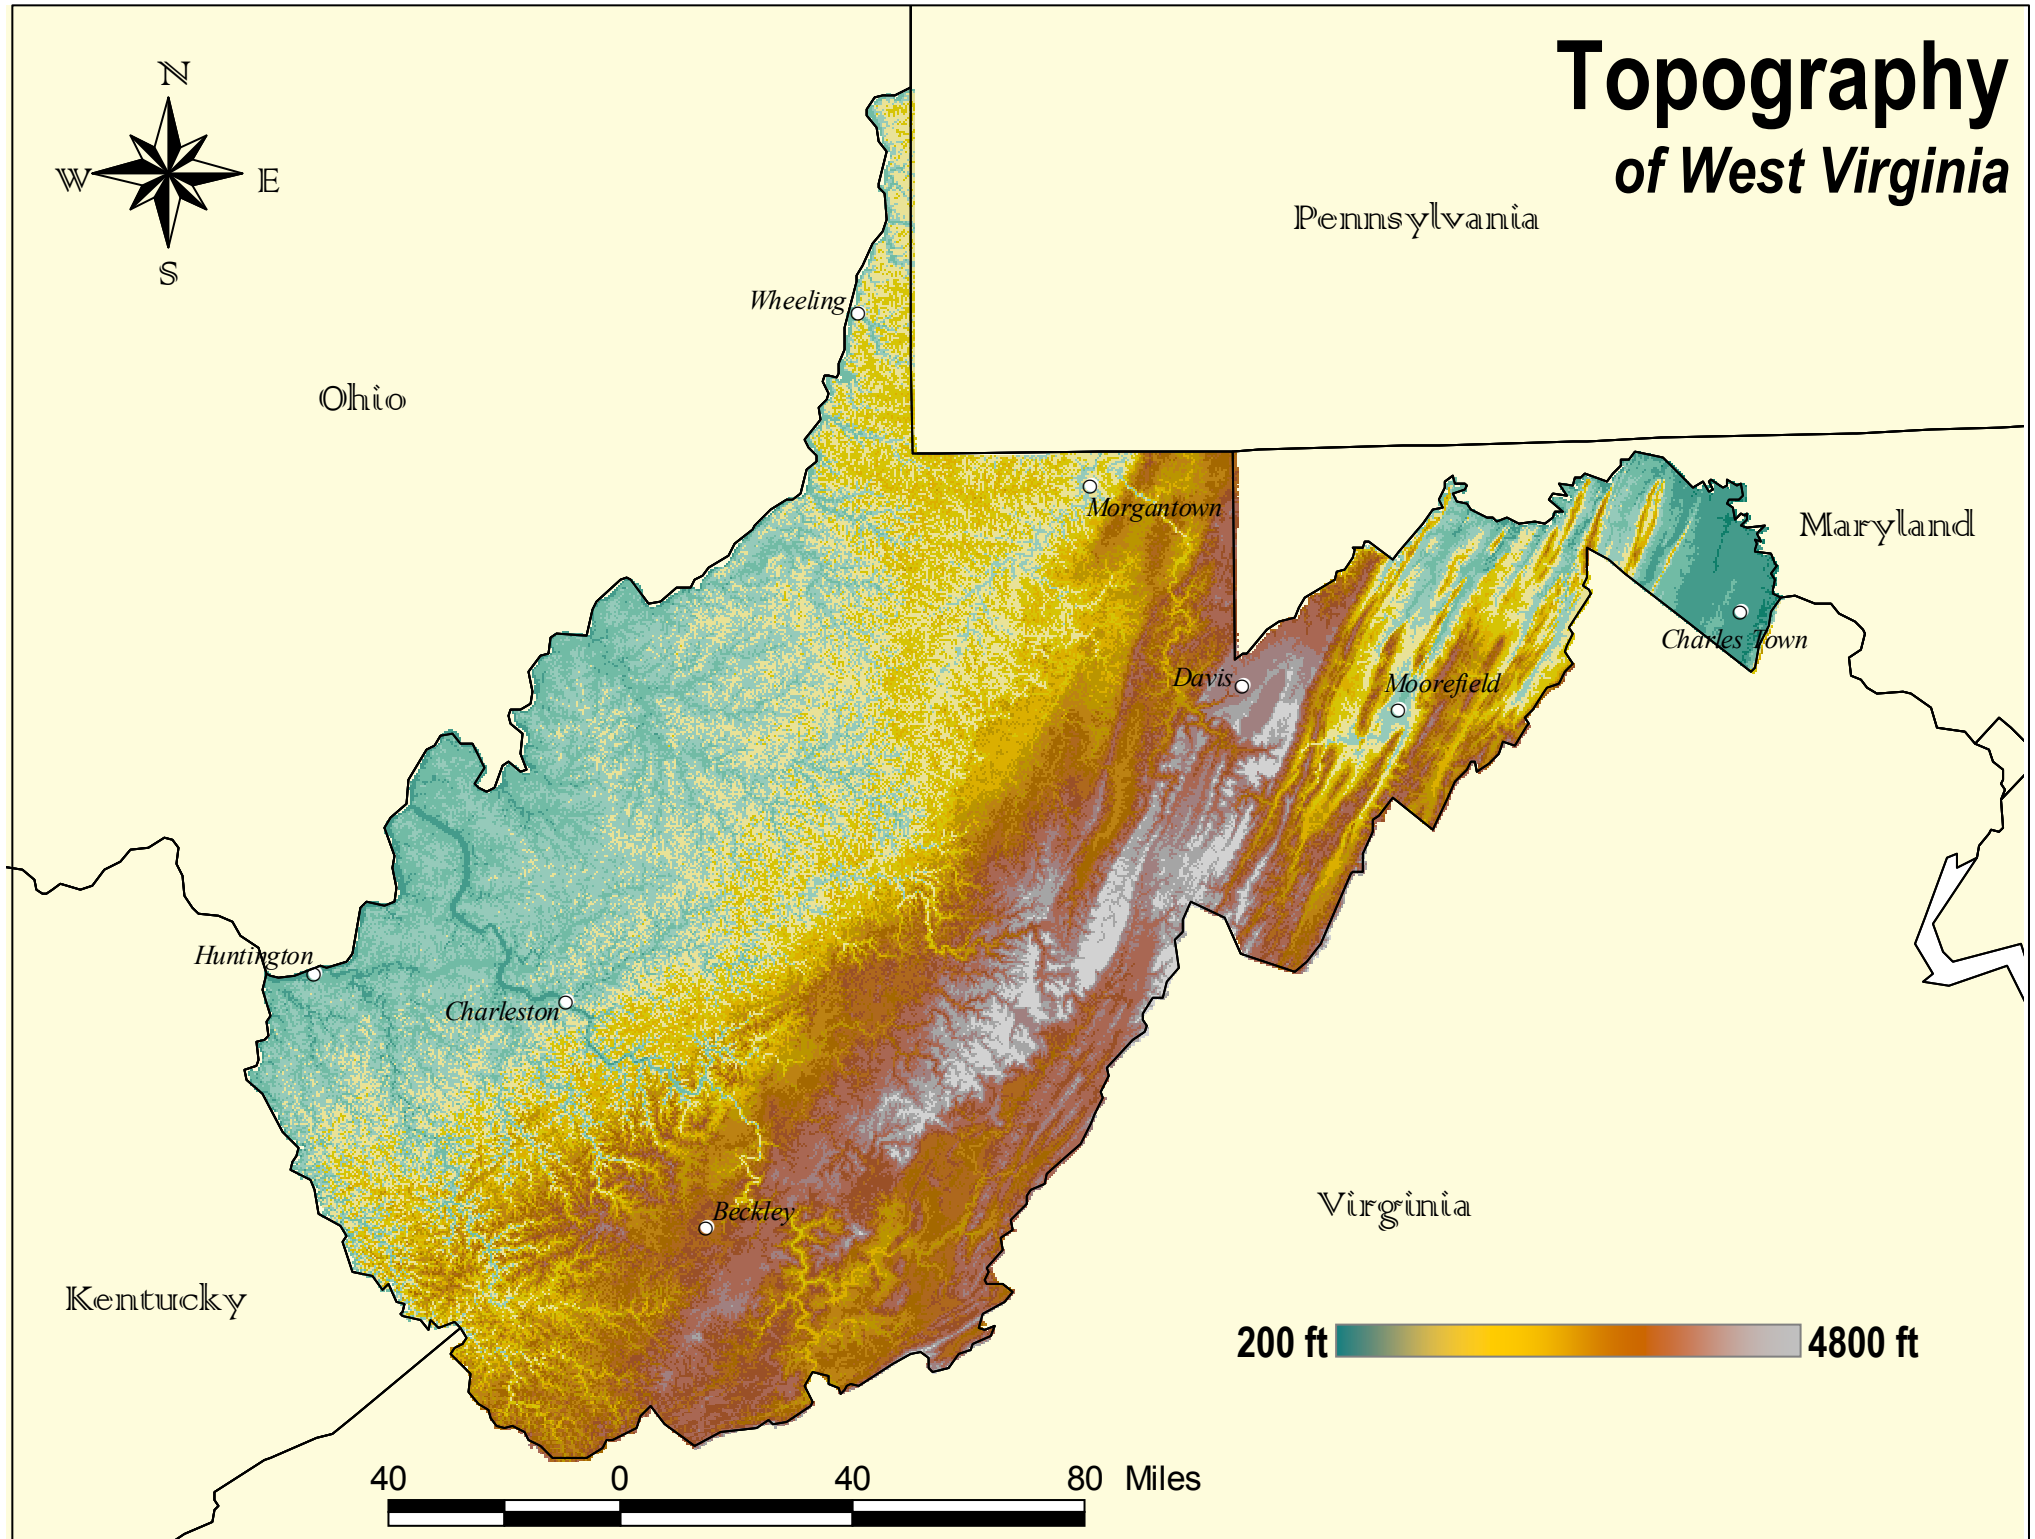 Topography
of West Virginia
N
W
E
S
Pennsylvania
Wheeling
Ohio
Morgantown
Maryland
Charles Town
Davis
Moorefield
Huntington
Charleston
Beckley
Virginia
Kentucky
200 ft
4800 ft
40 0 40 80 Miles